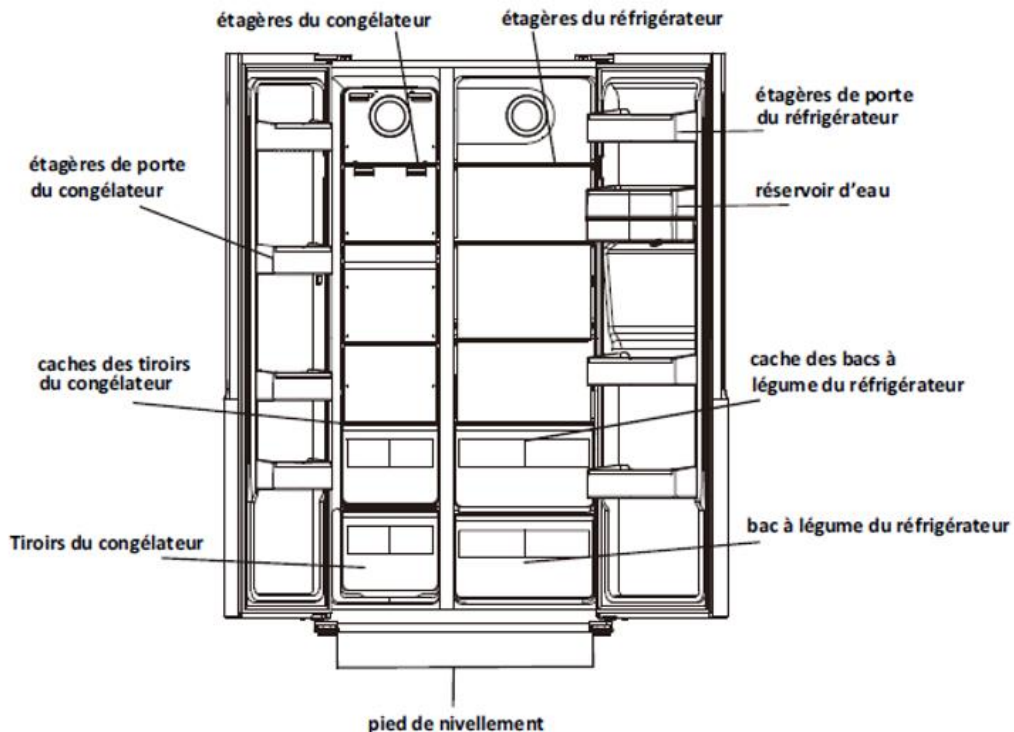 étagères du congélateur
étagères du réfrigérateur
étagères de porte
du réfrigérateur
étagères de porte
du congélateur
réservoir d'eau
caches des tiroirs
du congélateur
cache des bacs à
légume du réfrigérateur
Tiroirs du congélateur
bac à légume du réfrigérateur
pied de nivellement